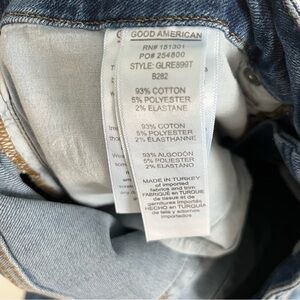 GOOD AMERICAN
RN# 151301
PO# 254800
STYLE: GLRE899T
B282
93% COTTON
5% POLYESTER
2% ELASTANE
93% COTON
5% POLYESTER
2% ELASTHANNE
93% ALGODÓN
5% POLIÉSTER
2% ELASTANO
MADE IN TURKEY
of imported
fabrics and trim
FABRIQUÉ en TURQUIE
de tissus et de
garnitures importés
HECHO en TURQUÍA
de tela y adornos
importados